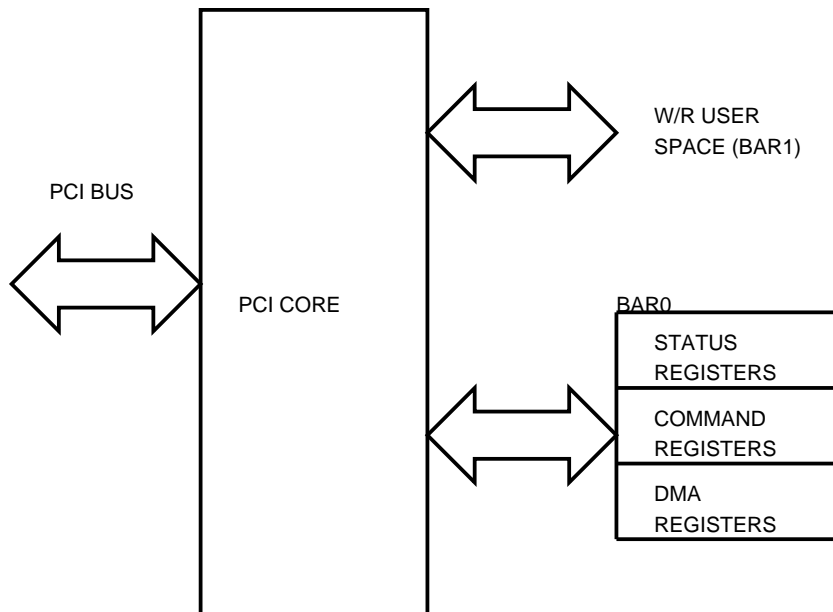 W/R USER
SPACE (BAR1)
PCI BUS
PCI CORE
BAR0
STATUS
REGISTERS
COMMAND
REGISTERS
DMA
REGISTERS